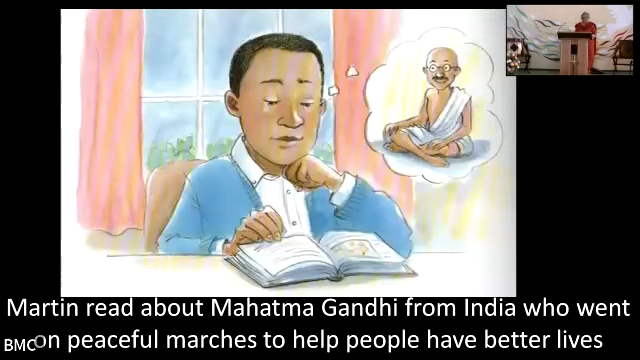 Martin read about Mahatma Gandhi from India who went
on peaceful marches to help people have better lives
BMC